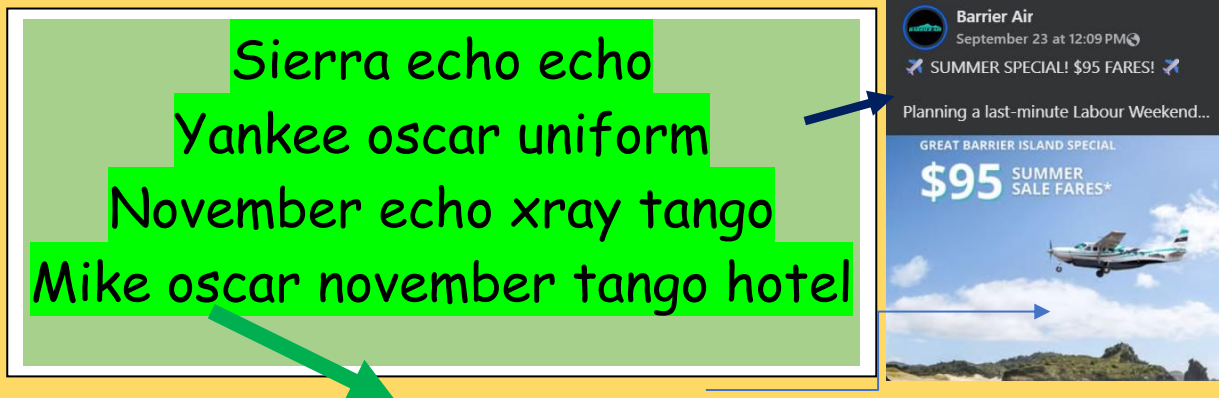 Sierra echo echo
Yankee oscar uniform
November echo xray tango
Mike oscar november tango hotel
Barrier Air
September 23 at 12:09 PM
SUMMER SPECIAL! $95 FARES!
Planning a last-minute Labour Weekend...
GREAT BARRIER ISLAND SPECIAL
$95 SUMMER
SALE FARES*